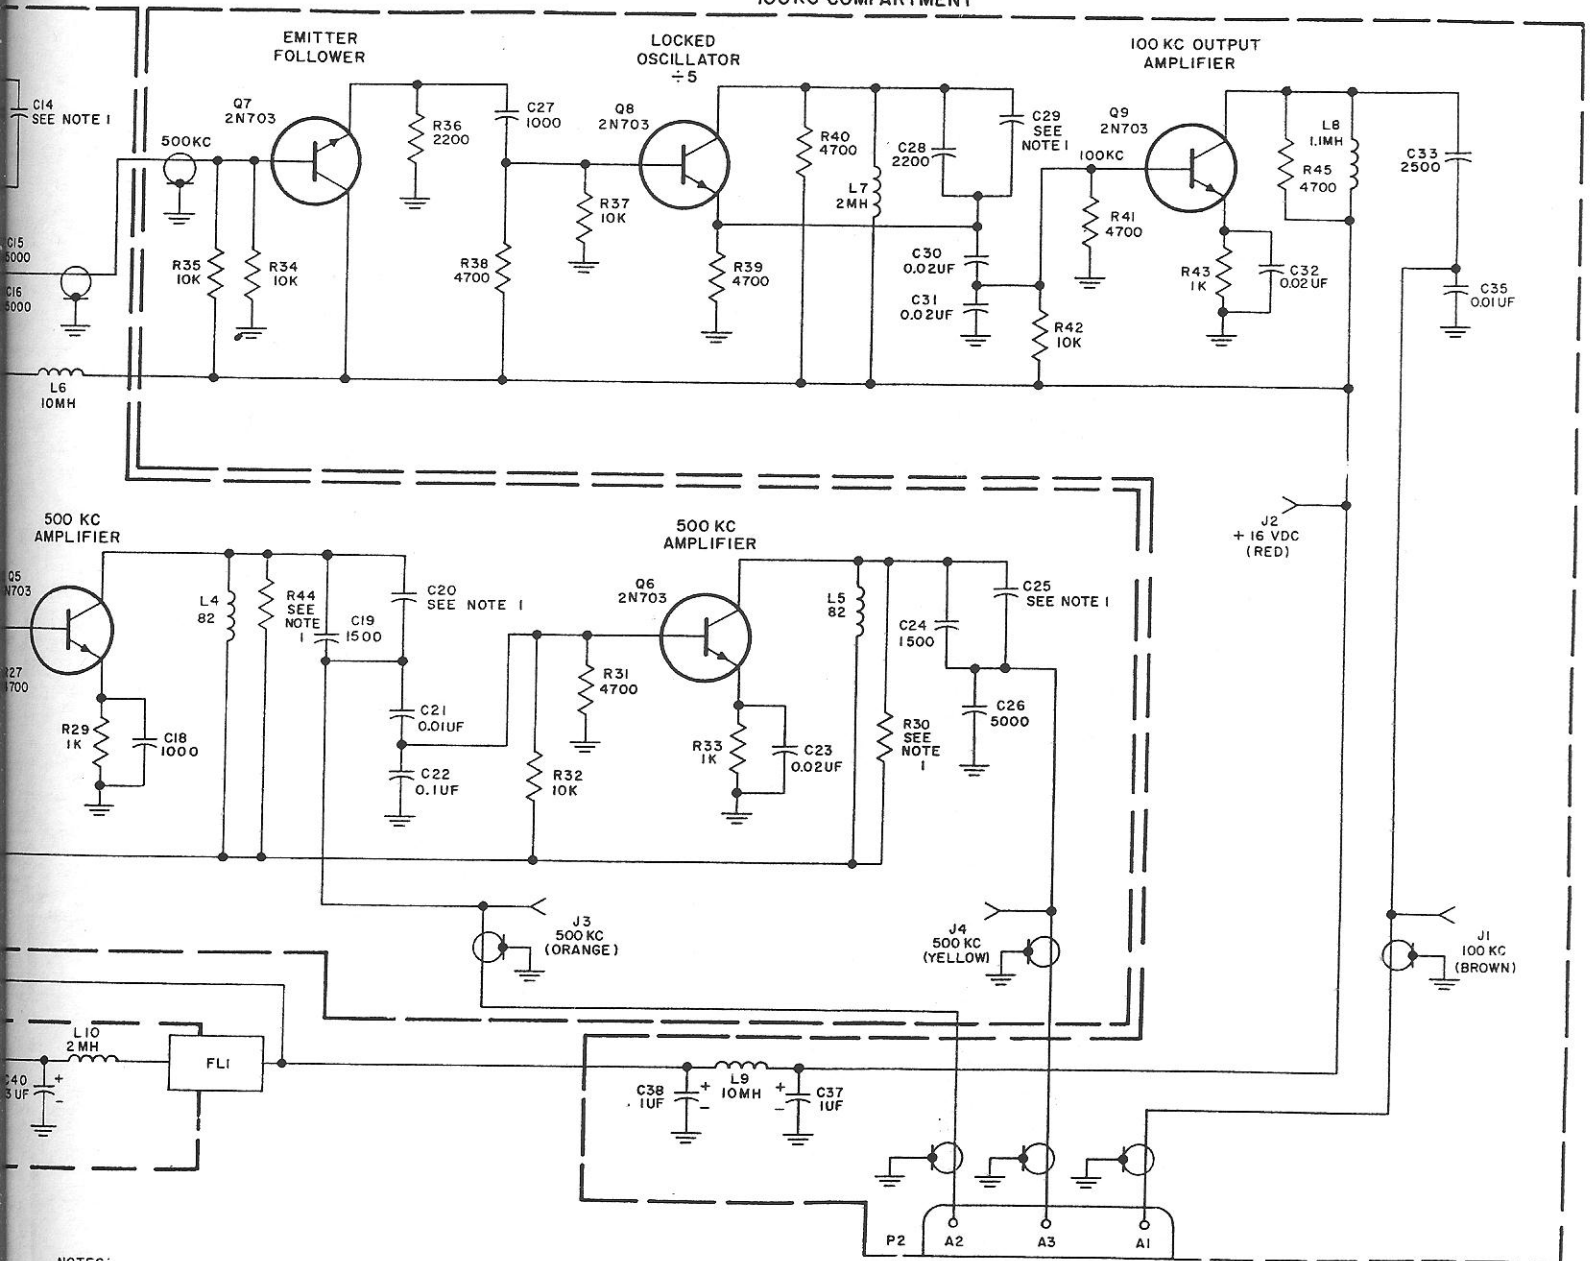 100KC COMPARTMENT
EMITTER
FOLLOWER
LOCKED
OSCILLATOR
÷5
100 KC OUTPUT
AMPLIFIER
C14
SEE NOTE 1
500KC
Q7
2N703
R36
2200
C27
1000
Q8
2N703
R40
4700
C28
2200
C29
SEE
NOTE 1
Q9
2N703
100KC
L8
1.1MH
R45
4700
C33
2500
L7
2MH
R37
10K
R41
4700
C15
5000
C16
5000
R35
10K
R34
10K
R38
4700
R39
4700
C30
0.02UF
C31
0.02UF
R43
1K
C32
0.02UF
C35
0.01UF
R42
10K
L6
10MH
J2
+ 16 VDC
(RED)
500 KC
AMPLIFIER
500 KC
AMPLIFIER
Q5
2N703
L4
82
R44
SEE
NOTE
1
C19
1500
C20
SEE NOTE 1
Q6
2N703
L5
82
C24
1500
C25
SEE NOTE 1
R27
4700
R29
1K
C18
1000
C21
0.01UF
C22
0.1UF
R31
4700
R32
10K
R33
1K
C23
0.02UF
R30
SEE
NOTE
1
C26
5000
J3
500 KC
(ORANGE)
J4
500 KC
(YELLOW)
J1
100 KC
(BROWN)
L10
2MH
FL1
C40
3 UF
+
-
C38
1UF
+
-
L9
10MH
+
-
C37
1UF
P2
A2
A3
A1
NOTES: